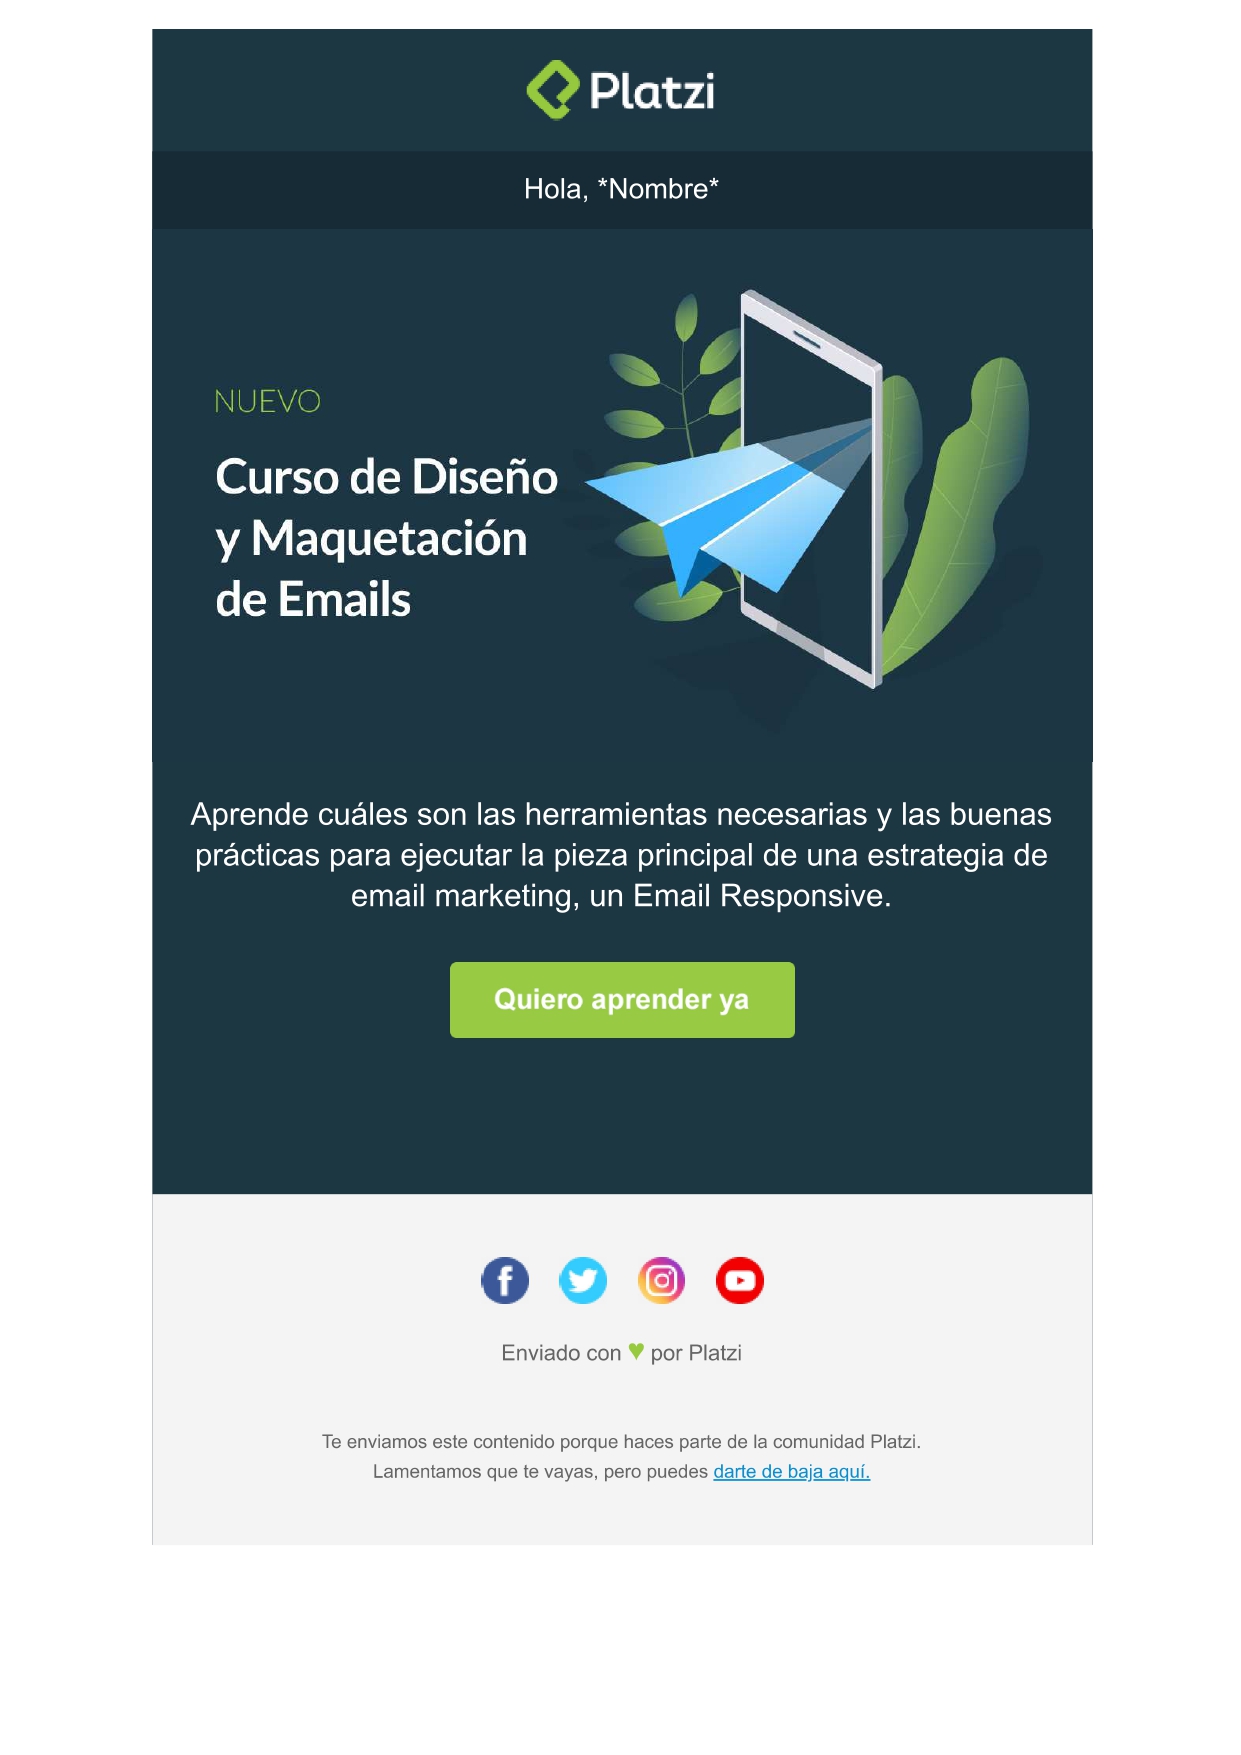 Platzi
Hola, *Nombre*
NUEVO
Curso de Diseño
y Maquetación
de Emails
Aprende cuáles son las herramientas necesarias y las buenas
prácticas para ejecutar la pieza principal de una estrategia de
email marketing, un Email Responsive.
Quiero aprender ya
Enviado con ♥ por Platzi
Te enviamos este contenido porque haces parte de la comunidad Platzi.
Lamentamos que te vayas, pero puedes darte de baja aquí.